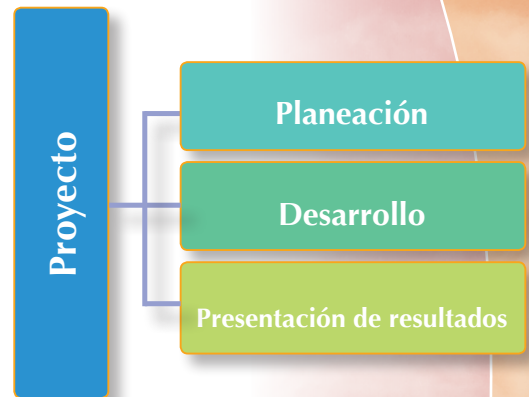 Proyecto
Planeación
Desarrollo
Presentación de resultados